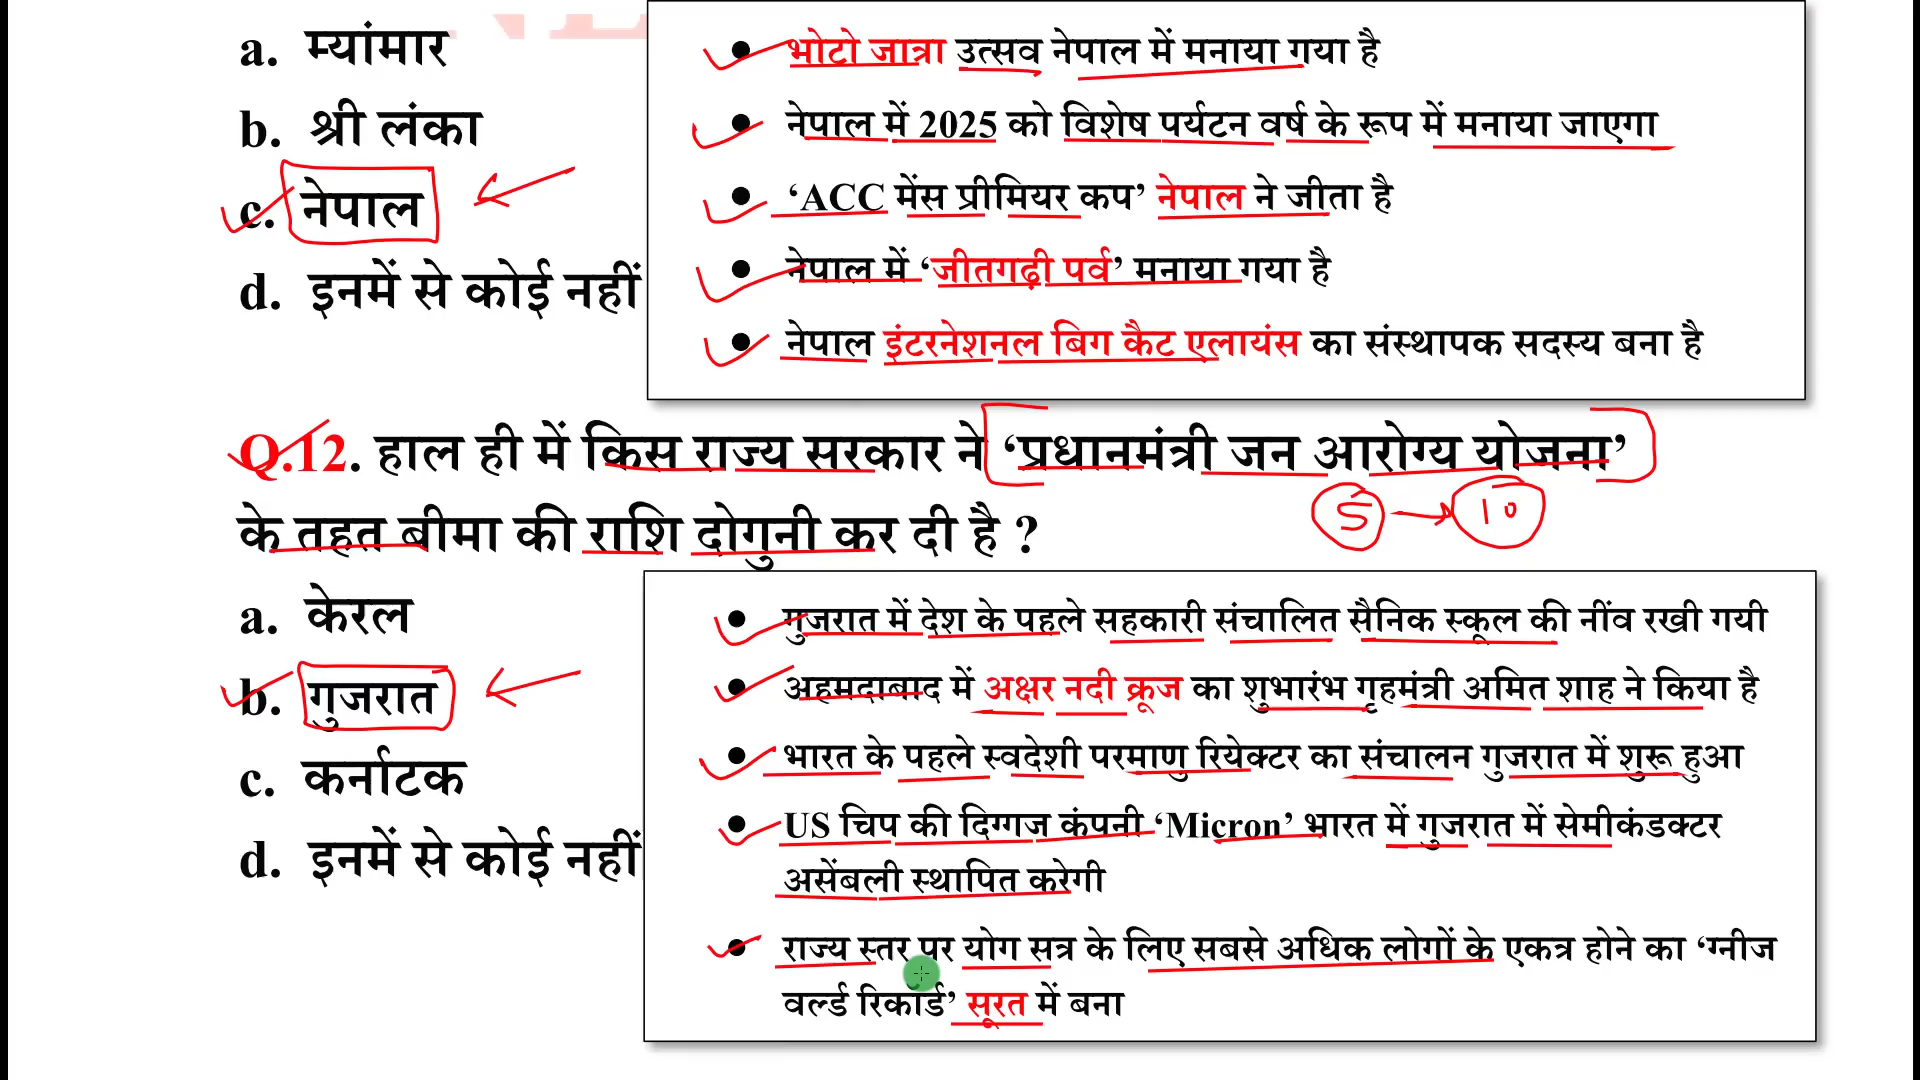 a. म्यांमार
b. श्री लंका
c. नेपाल
d. इनमें से कोई नहीं
भोटो जात्रा उत्सव नेपाल में मनाया गया है
नेपाल में 2025 को विशेष पर्यटन वर्ष के रूप में मनाया जाएगा
‘ACC मेंस प्रीमियर कप’ नेपाल ने जीता है
नेपाल में ‘जीतगढ़ी पर्व’ मनाया गया है
नेपाल इंटरनेशनल बिग कैट एलायंस का संस्थापक सदस्य बना है
Q.12. हाल ही में किस राज्य सरकार ने ‘प्रधानमंत्री जन आरोग्य योजना’
के तहत बीमा की राशि दोगुनी कर दी है ?
5 → 10
a. केरल
b. गुजरात
c. कर्नाटक
d. इनमें से कोई नहीं
गुजरात में देश के पहले सहकारी संचालित सैनिक स्कूल की नींव रखी गयी
अहमदाबाद में अक्षर नदी क्रूज का शुभारंभ गृहमंत्री अमित शाह ने किया है
भारत के पहले स्वदेशी परमाणु रियेक्टर का संचालन गुजरात में शुरू हुआ
US चिप की दिग्गज कंपनी ‘Micron’ भारत में गुजरात में सेमीकंडक्टर
असेंबली स्थापित करेगी
राज्य स्तर पर योग सत्र के लिए सबसे अधिक लोगों के एकत्र होने का ‘ग्नीज
वर्ल्ड रिकॉर्ड’ सूरत में बना